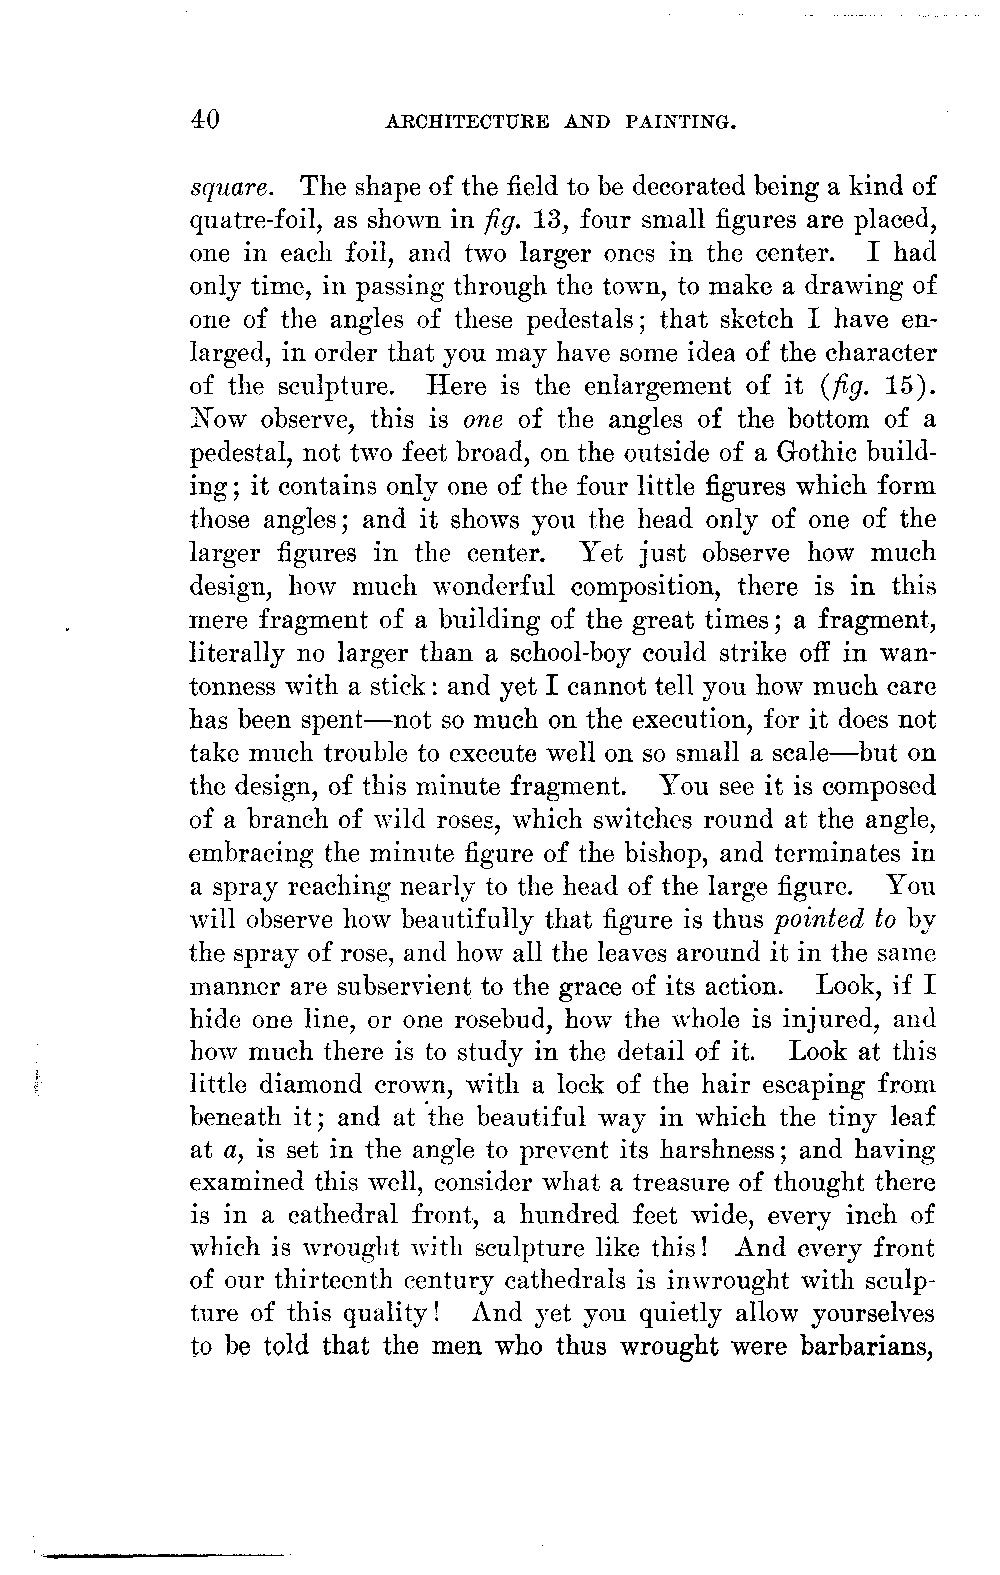 40 ARCHITECTURE AND PAINTING.
square. The shape of the field to be decorated being a kind of
quatre-foil, as shown in fig. 13, four small figures are placed,
one in each foil, and two larger ones in the center. I had
only time, in passing through the town, to make a drawing of
one of the angles of these pedestals; that sketch I have en-
larged, in order that you may have some idea of the character
of the sculpture. Here is the enlargement of it (fig. 15).
Now observe, this is one of the angles of the bottom of a
pedestal, not two feet broad, on the outside of a Gothic build-
ing; it contains only one of the four little figures which form
those angles; and it shows you the head only of one of the
larger figures in the center. Yet just observe how much
design, how much wonderful composition, there is in this
mere fragment of a building of the great times; a fragment,
literally no larger than a school-boy could strike off in wan-
tonness with a stick: and yet I cannot tell you how much care
has been spent—not so much on the execution, for it does not
take much trouble to execute well on so small a scale—but on
the design, of this minute fragment. You see it is composed
of a branch of wild roses, which switches round at the angle,
embracing the minute figure of the bishop, and terminates in
a spray reaching nearly to the head of the large figure. You
will observe how beautifully that figure is thus pointed to by
the spray of rose, and how all the leaves around it in the same
manner are subservient to the grace of its action. Look, if I
hide one line, or one rosebud, how the whole is injured, and
how much there is to study in the detail of it. Look at this
little diamond crown, with a lock of the hair escaping from
beneath it; and at the beautiful way in which the tiny leaf
at a, is set in the angle to prevent its harshness; and having
examined this well, consider what a treasure of thought there
is in a cathedral front, a hundred feet wide, every inch of
which is wrought with sculpture like this! And every front
of our thirteenth century cathedrals is inwrought with sculp-
ture of this quality! And yet you quietly allow yourselves
to be told that the men who thus wrought were barbarians,